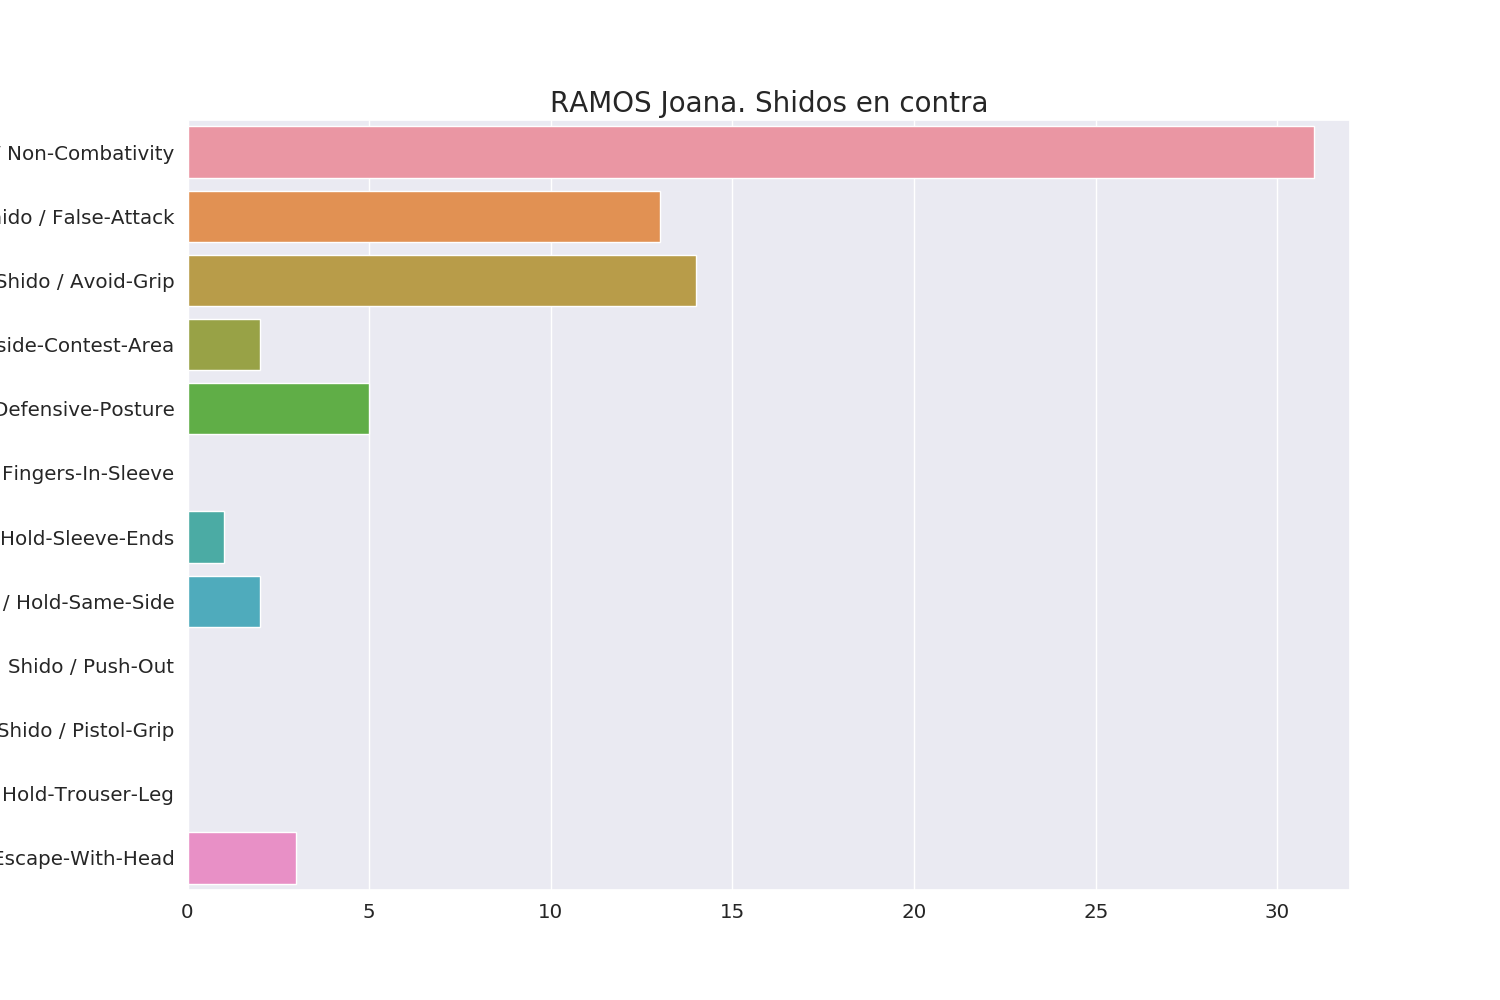 RAMOS Joana. Shidos en contra
/ Non-Combativity
ido / False-Attack
Shido / Avoid-Grip
side-Contest-Area
Defensive-Posture
Fingers-In-Sleeve
Hold-Sleeve-Ends
/ Hold-Same-Side
Shido / Push-Out
Shido / Pistol-Grip
Hold-Trouser-Leg
Escape-With-Head
0 5 10 15 20 25 30